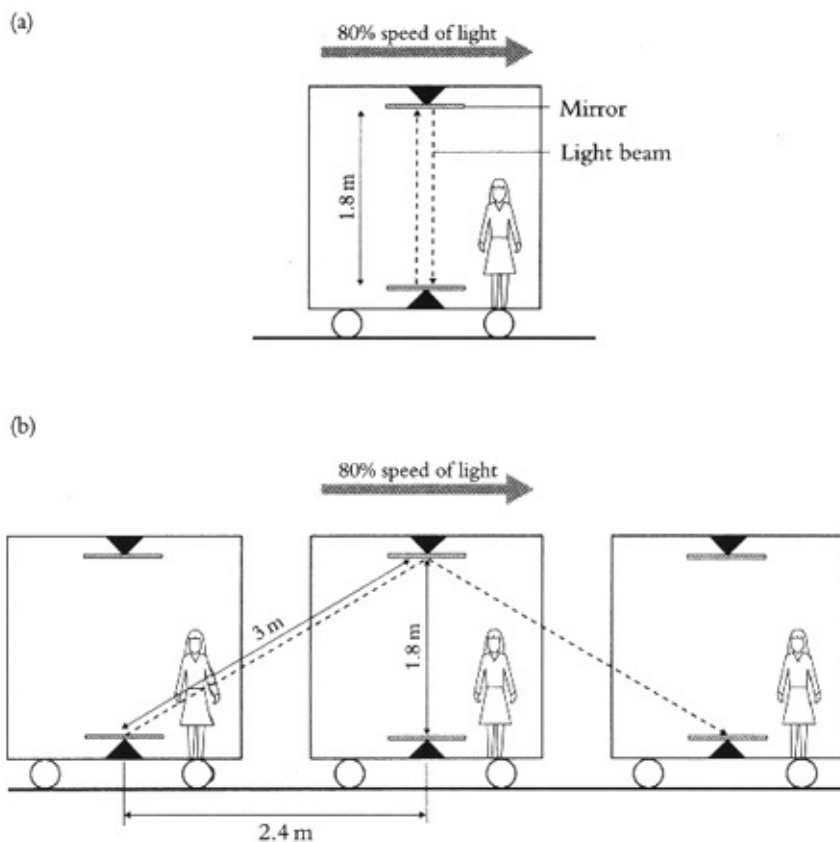 (a)
80% speed of light
Mirror
Light beam
1.8 m
(b)
80% speed of light
3 m
1.8 m
2.4 m